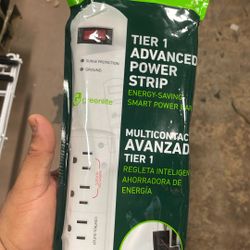 TIER 1
ADVANCED
POWER
STRIP
ENERGY-SAVING
SMART POWER
SURGE PROTECTION
GROUND
greenlite
MULTICONTAC
AVANZAD
TIER 1
REGLETA INTELIGEN
AHORRADORA DE
ENERGÍA